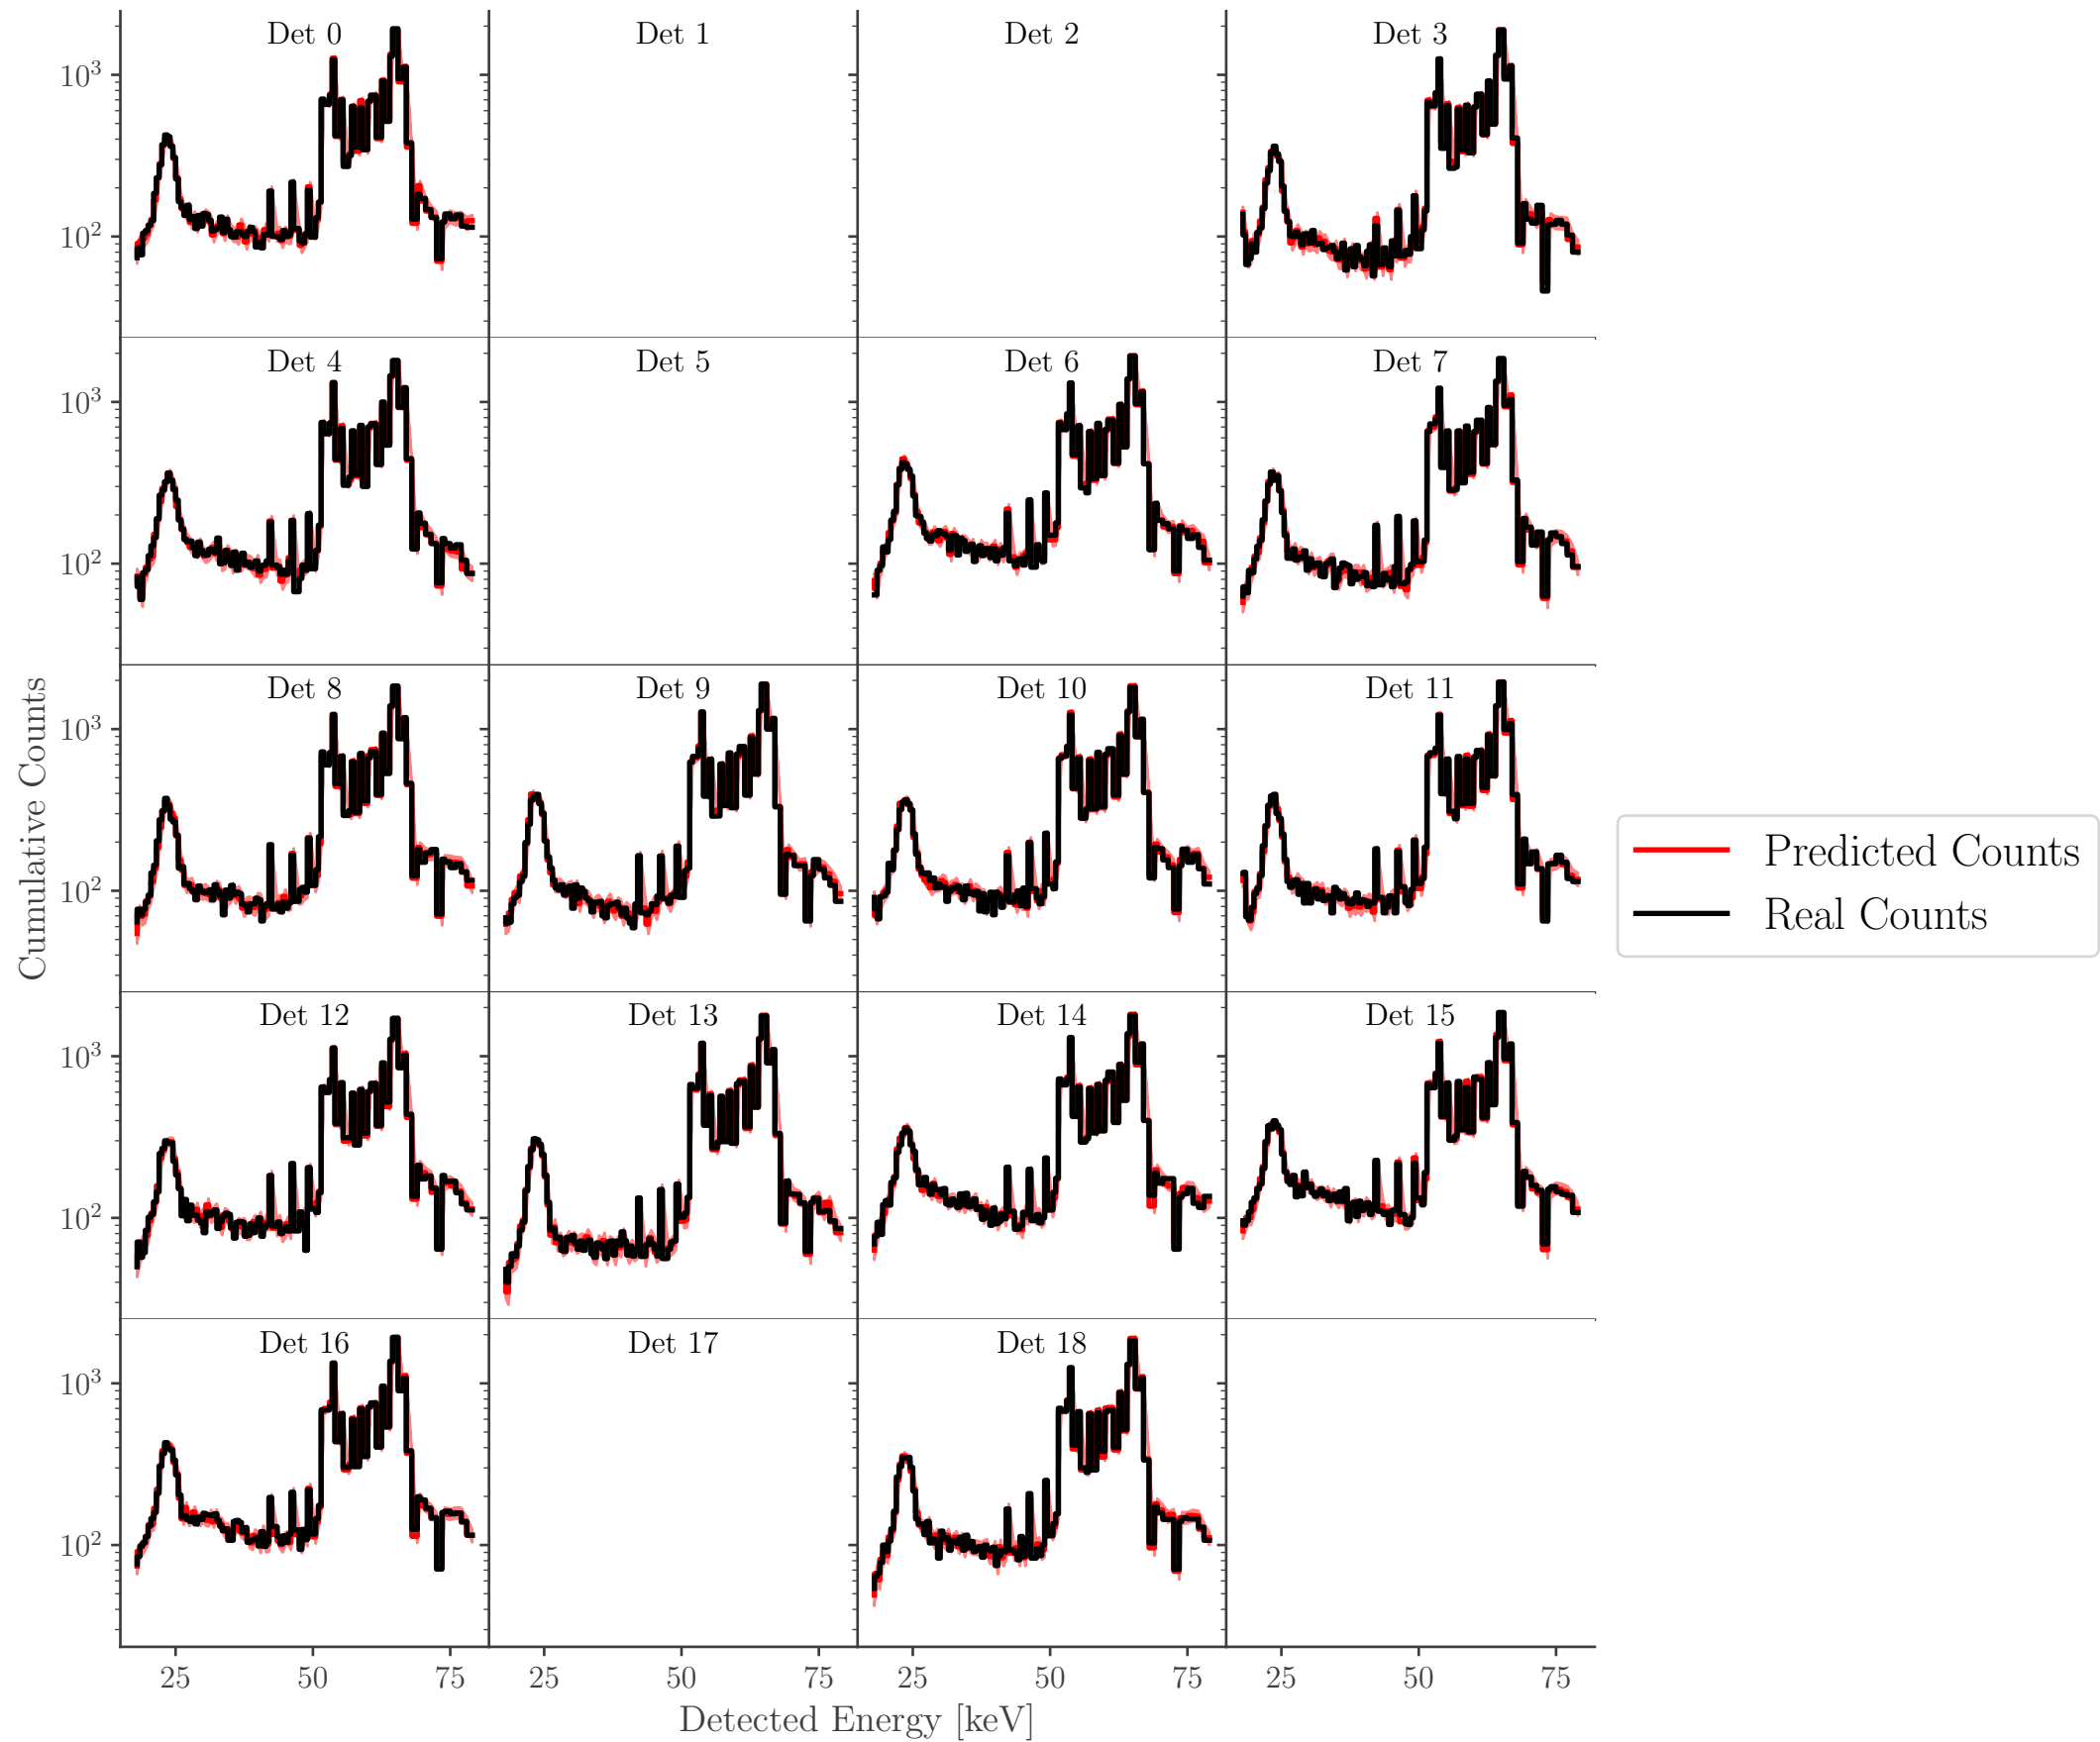 Det 0
Det 1
Det 2
Det 3
10³
10²
Det 4
Det 5
Det 6
Det 7
10³
10²
Det 8
Det 9
Det 10
Det 11
10³
10²
Cumulative Counts
Predicted Counts
Real Counts
Det 12
Det 13
Det 14
Det 15
10³
10²
Det 16
Det 17
Det 18
10³
10²
25 50 75 25 50 75 25 50 75 25 50 75
Detected Energy [keV]